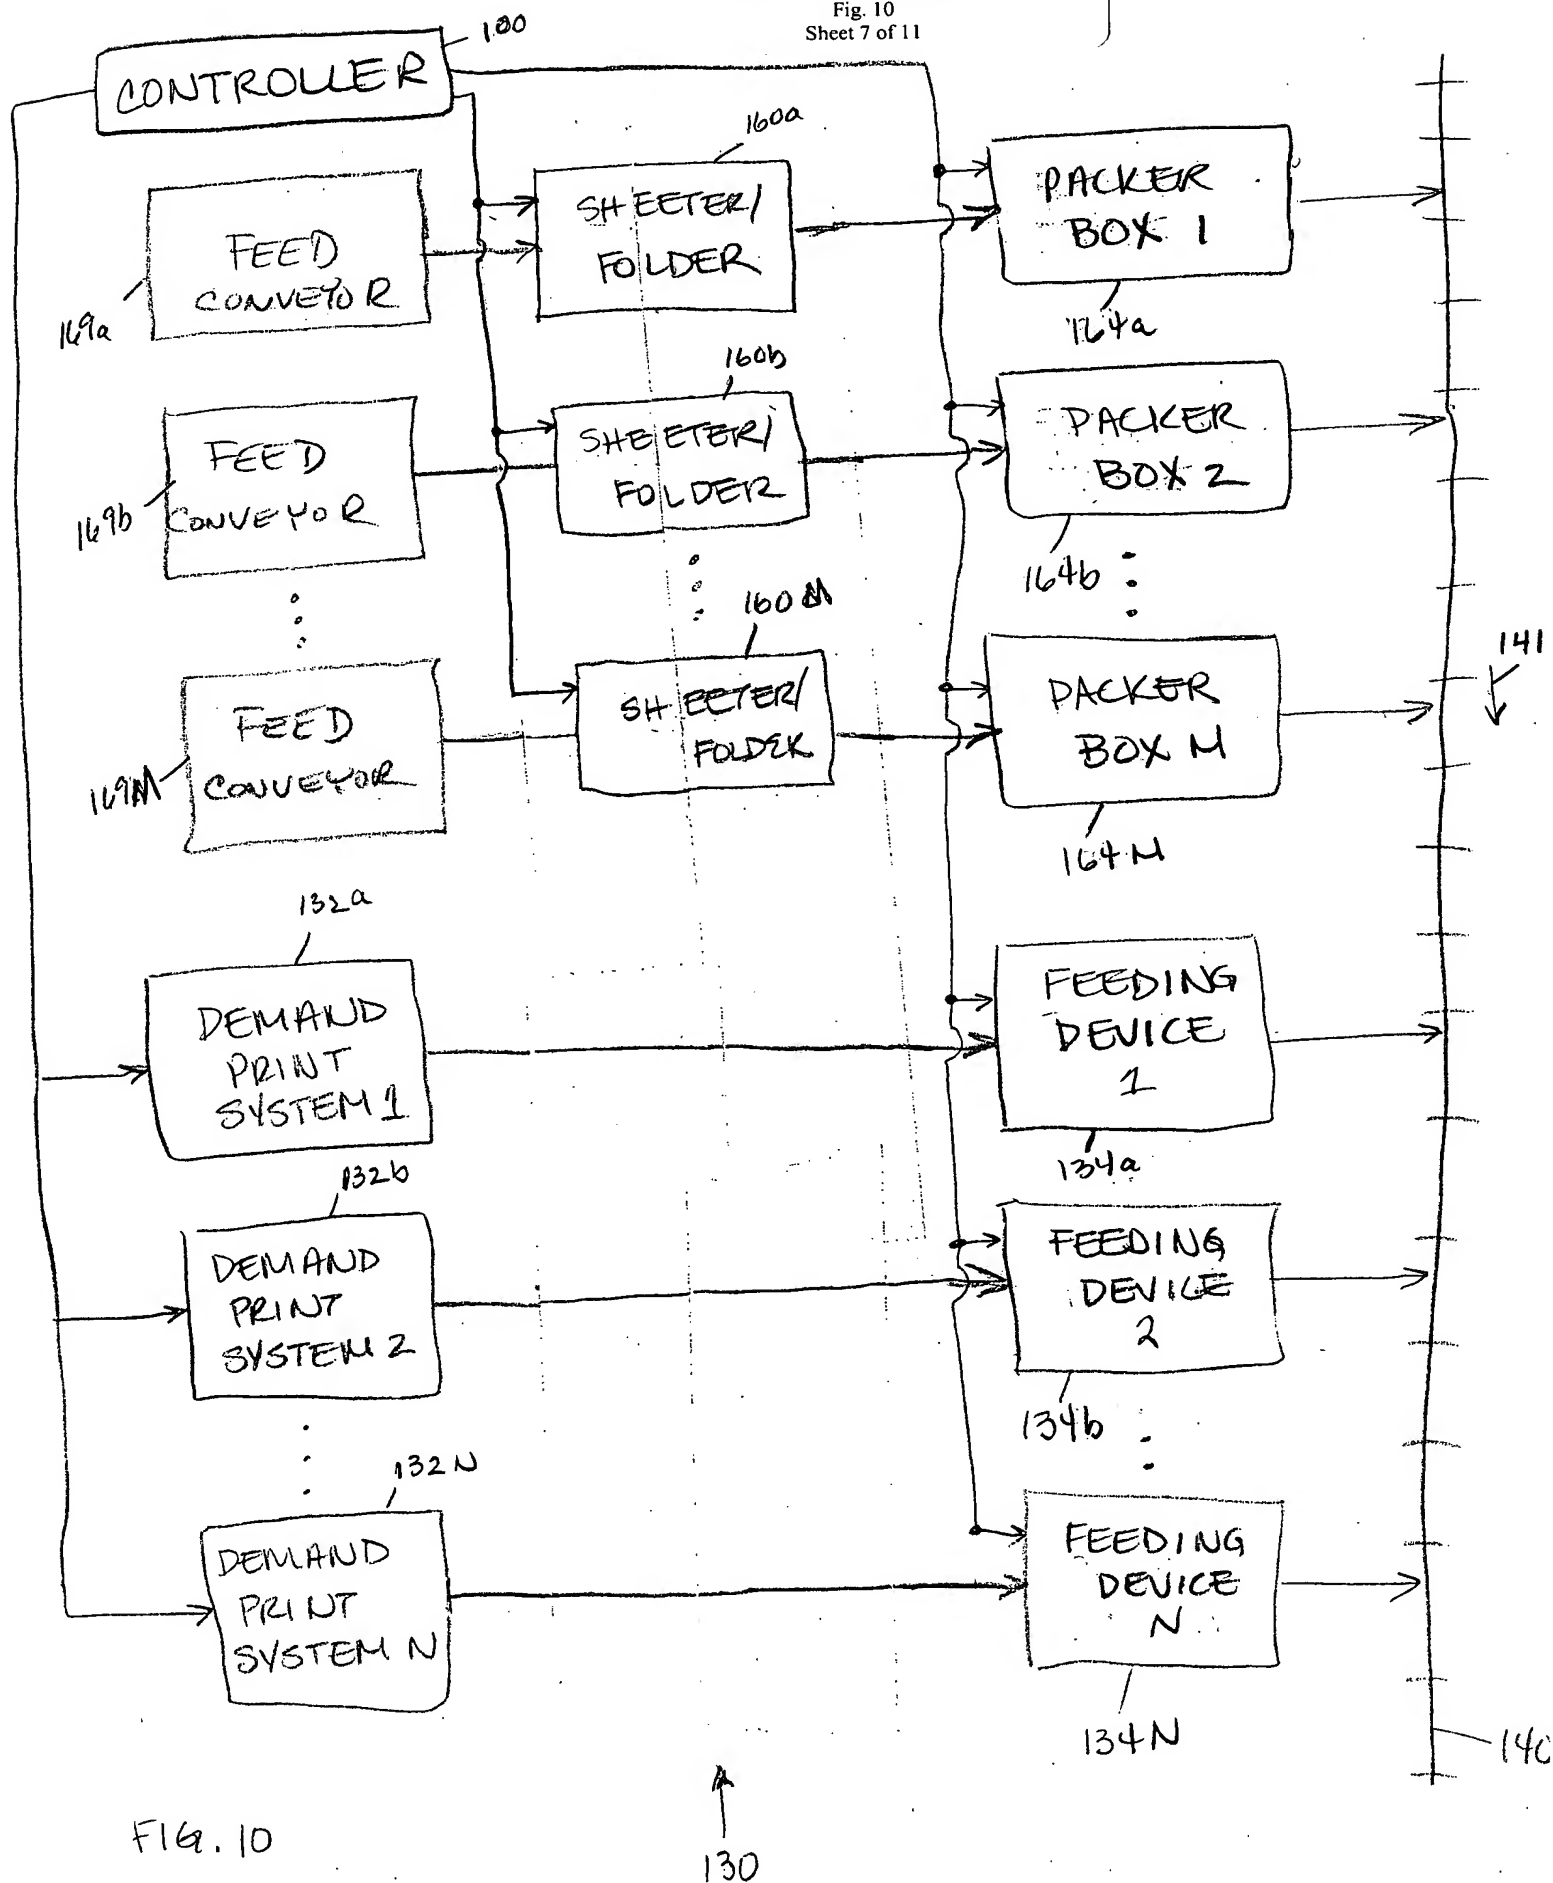 Fig. 10
Sheet 7 of 11
100
CONTROLLER
160a
SHEETER/
FOLDER
PACKER
BOX 1
FEED
CONVEYOR
169a
164a
160b
SHEETER/
FOLDER
PACKER
BOX 2
FEED
CONVEYOR
169b
164b
160M
141
SHEETER/
FOLDER
PACKER
BOX M
FEED
CONVEYOR
169M
164M
132a
DEMAND
PRINT
SYSTEM 1
FEEDING
DEVICE
1
134a
132b
DEMAND
PRINT
SYSTEM 2
FEEDING
DEVICE
2
134b
132N
DEMAND
PRINT
SYSTEM N
FEEDING
DEVICE
N
134N
140
FIG. 10
130